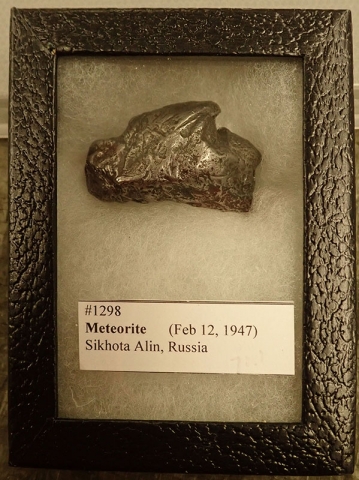 #1298
Meteorite (Feb 12, 1947)
Sikhota Alin, Russia